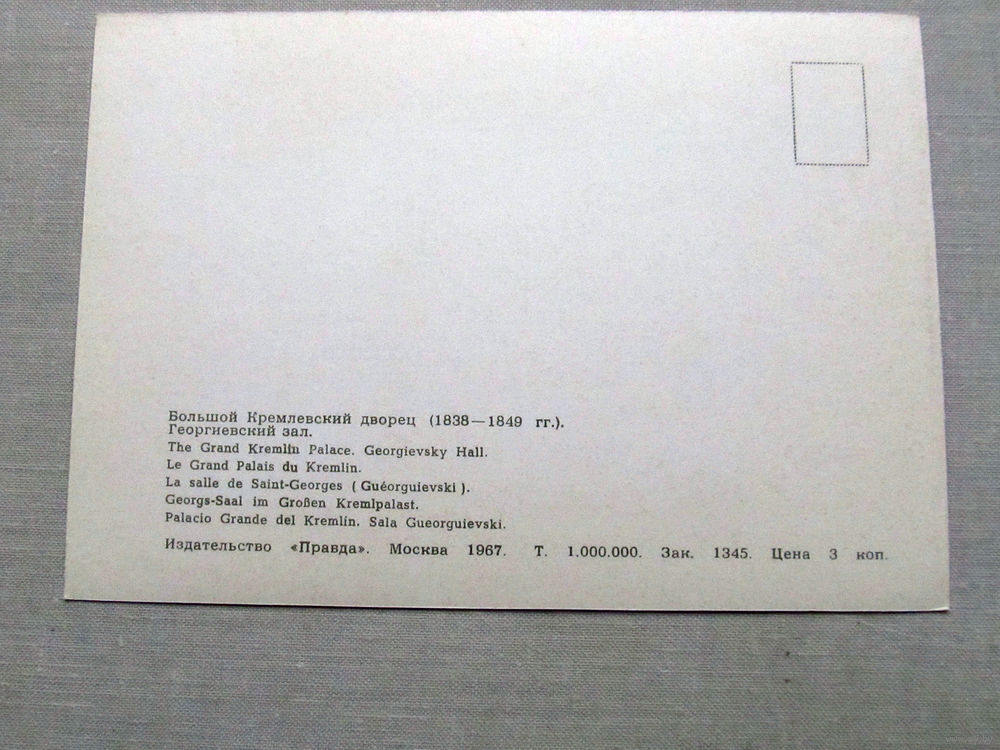 Большой Кремлевский дворец (1838—1849 гг.).
Георгиевский зал.
The Grand Kremlin Palace. Georgievsky Hall.
Le Grand Palais du Kremlin.
La salle de Saint-Georges ( Guéorguievski ).
Georgs-Saal im Großen Kremlpalast.
Palacio Grande del Kremlin. Sala Gueorguievski.
Издательство «Правда». Москва 1967. Т. 1.000.000. Зак. 1345. Цена 3 коп.